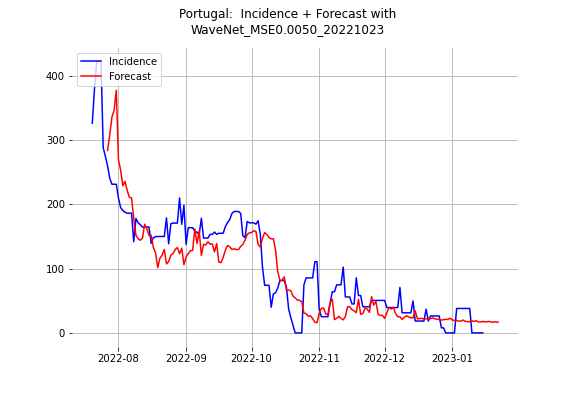 Portugal:  Incidence + Forecast with
WaveNet_MSE0.0050_20221023
Incidence
Forecast
400
300
200
100
0
2022-08
2022-09
2022-10
2022-11
2022-12
2023-01